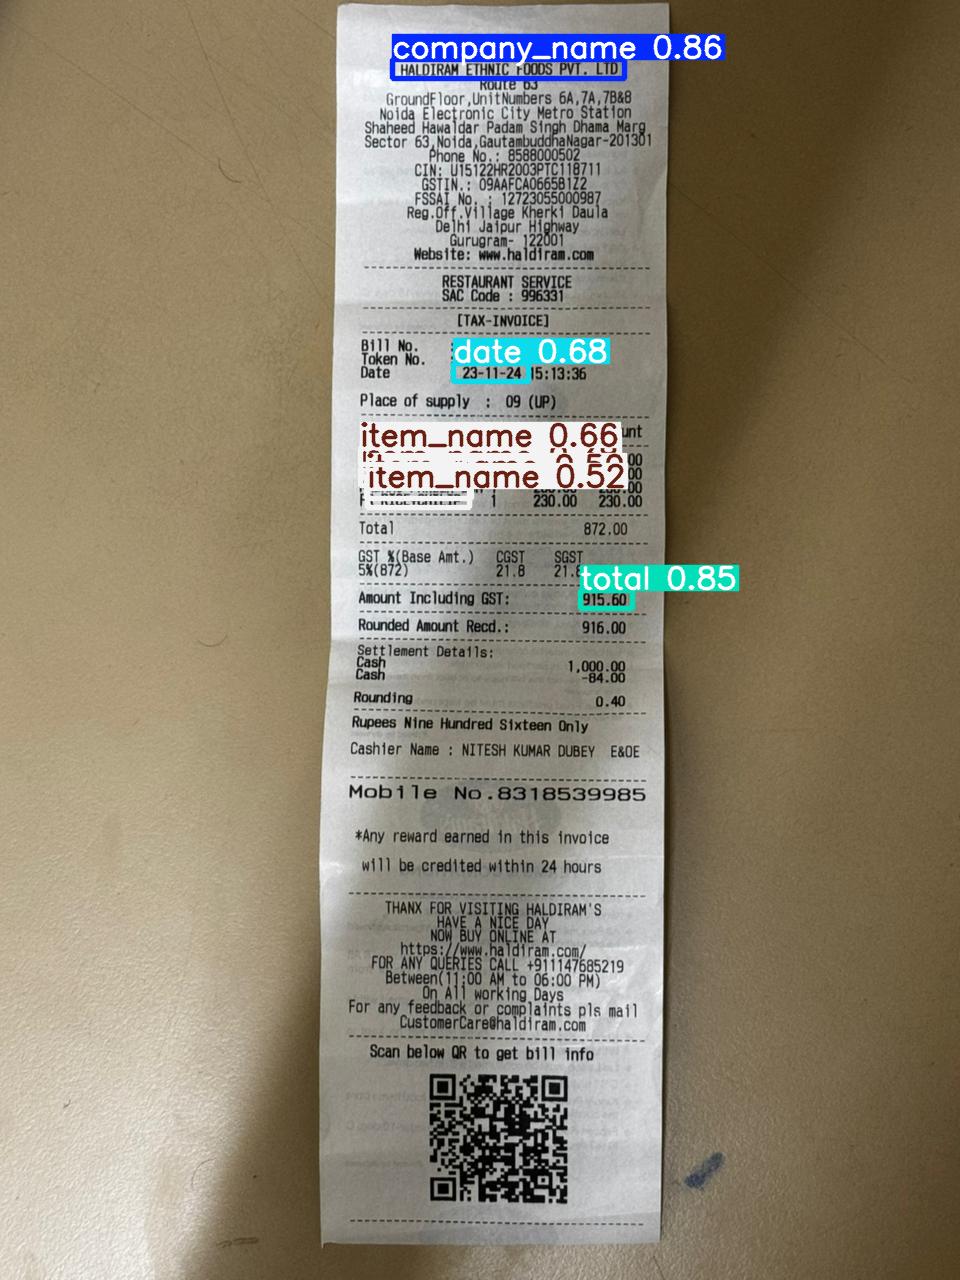 company_name 0.86
HALDIRAM ETHNIC FOODS PVT. LTD
Route 63
GroundFloor,UnitNumbers 6A,7A,7B&8
Noida Electronic City Metro Station
Shaheed Hawaldar Padam Singh Dhama Marg
Sector 63,Noida,GautambuddhaNagar-201301
Phone No.: 8588000502
CIN: U15122HR2003PTC118711
GSTIN.: 09AAFCA0665B1Z2
FSSAI No. : 12723055000987
Reg.Off.Village Kherki Daula
Delhi Jaipur Highway
Gurugram- 122001
Website: www.haldiram.com
RESTAURANT SERVICE
SAC Code : 996331
[TAX-INVOICE]
Bill No. :
date 0.68
Token No.
Date 23-11-24 15:13:36
Place of supply : 09 (UP)
item_name 0.66
item_name 0.52
1 230.00 230.00
Total 872.00
GST %(Base Amt.) CGST SGST
5%(872) 21.8 21.8
total 0.85
Amount Including GST: 915.60
Rounded Amount Recd.: 916.00
Settlement Details:
Cash 1,000.00
Cash -84.00
Rounding 0.40
Rupees Nine Hundred Sixteen Only
Cashier Name : NITESH KUMAR DUBEY E&OE
Mobile No.8318539985
*Any reward earned in this invoice
will be credited within 24 hours
THANX FOR VISITING HALDIRAM'S
HAVE A NICE DAY
NOW BUY ONLINE AT
https://www.haldiram.com/
FOR ANY QUERIES CALL +911147685219
Between(11:00 AM to 06:00 PM)
On All working Days
For any feedback or complaints pls mail
CustomerCare@haldiram.com
Scan below QR to get bill info